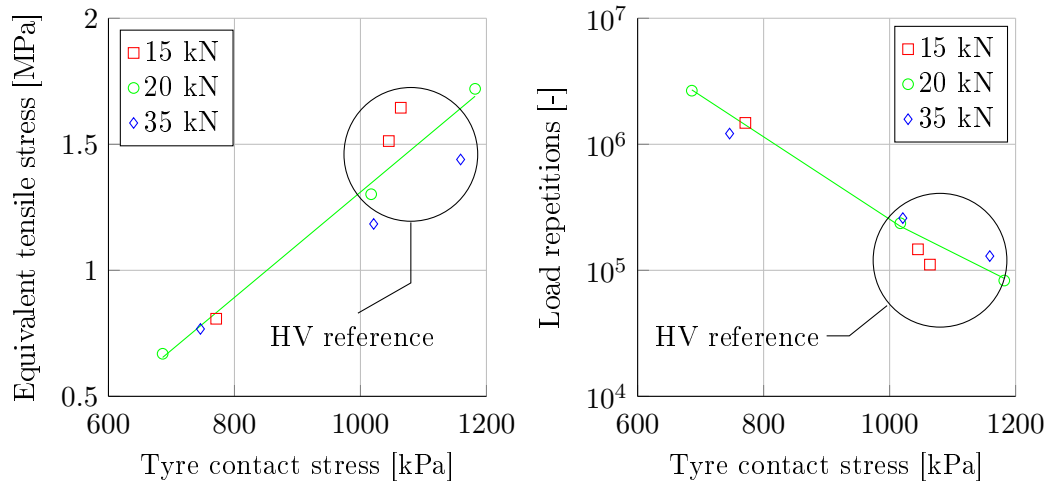 Equivalent tensile stress [MPa]
2
1.5
1
0.5
15 kN
20 kN
35 kN
HV reference
600
800
1000
1200
Tyre contact stress [kPa]
Load repetitions [-]
10^7
10^6
10^5
10^4
15 kN
20 kN
35 kN
HV reference
600
800
1000
1200
Tyre contact stress [kPa]